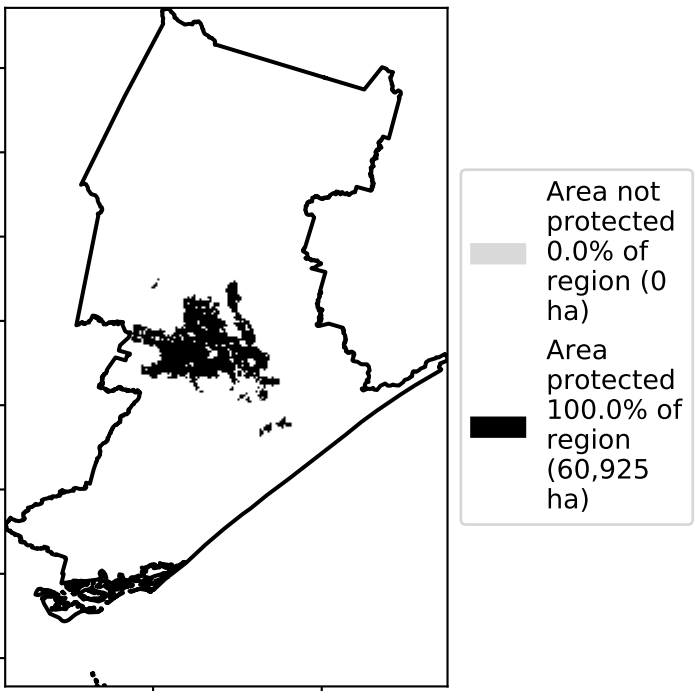 Area not
protected
0.0% of
region (0
ha)
Area
protected
100.0% of
region
(60,925
ha)